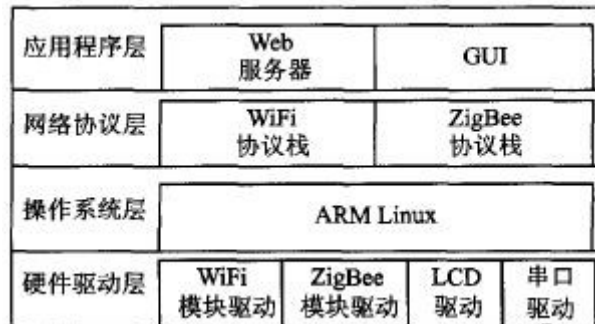 应用程序层
Web
服务器
GUI
网络协议层
WiFi
协议栈
ZigBee
协议栈
操作系统层
ARM Linux
硬件驱动层
WiFi
模块驱动
ZigBee
模块驱动
LCD
驱动
串口
驱动